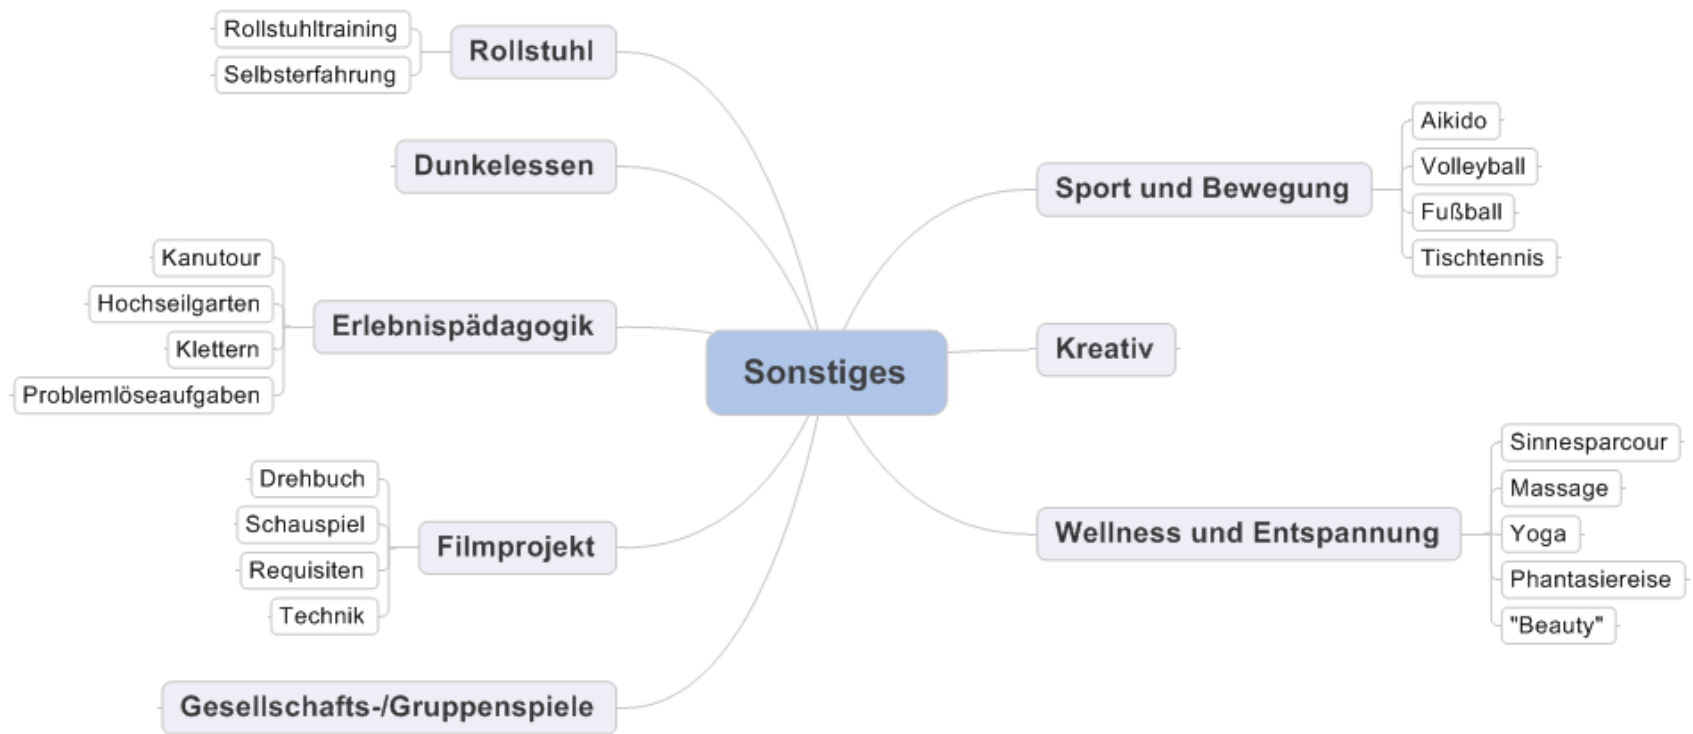 Rollstuhltraining
Selbsterfahrung
Rollstuhl
Dunkelessen
Kanutour
Hochseilgarten
Klettern
Problemlöseaufgaben
Erlebnispädagogik
Drehbuch
Schauspiel
Requisiten
Technik
Filmprojekt
Gesellschafts-/Gruppenspiele
Sonstiges
Sport und Bewegung
Aikido
Volleyball
Fußball
Tischtennis
Kreativ
Wellness und Entspannung
Sinnesparcour
Massage
Yoga
Phantasiereise
"Beauty"